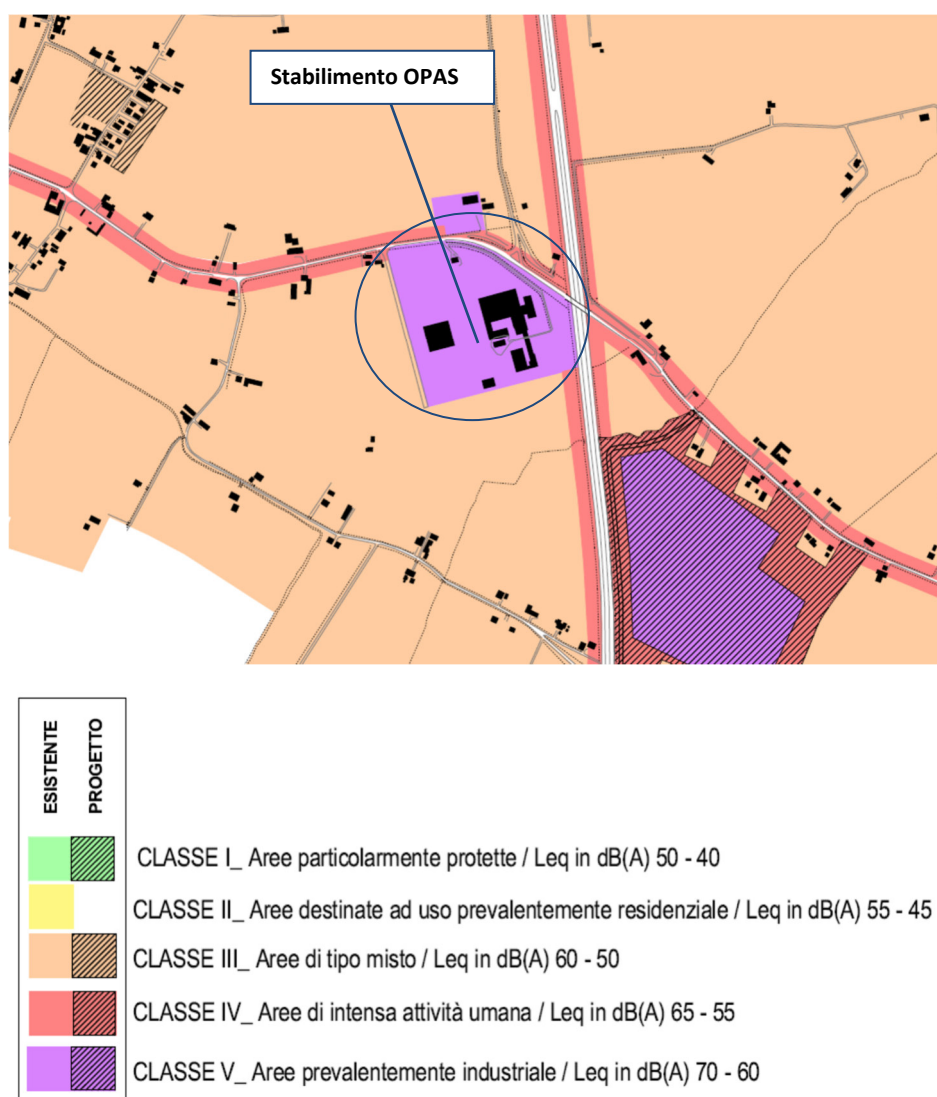 Stabilimento OPAS
ESISTENTE
PROGETTO
CLASSE I_ Aree particolarmente protette / Leq in dB(A) 50 - 40
CLASSE II_ Aree destinate ad uso prevalentemente residenziale / Leq in dB(A) 55 - 45
CLASSE III_ Aree di tipo misto / Leq in dB(A) 60 - 50
CLASSE IV_ Aree di intensa attività umana / Leq in dB(A) 65 - 55
CLASSE V_ Aree prevalentemente industriale / Leq in dB(A) 70 - 60